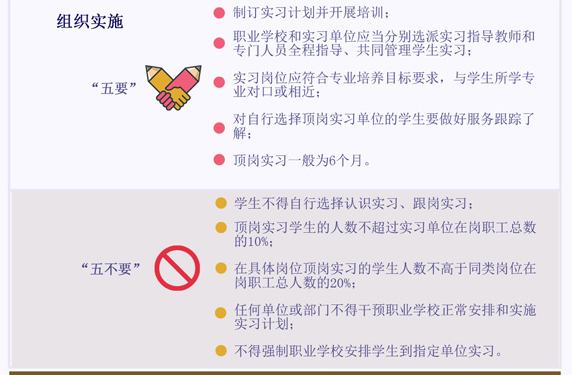 组织实施
“五要”
制订实习计划并开展培训；
职业学校和实习单位应当分别选派实习指导教师和
专门人员全程指导、共同管理学生实习；
实习岗位应符合专业培养目标要求，与学生所学专
业对口或相近；
对自行选择顶岗实习单位的学生要做好服务跟踪了
解；
顶岗实习一般为6个月。
“五不要”
学生不得自行选择认识实习、跟岗实习；
顶岗实习学生的人数不超过实习单位在岗职工总数
的10%；
在具体岗位顶岗实习的学生人数不高于同类岗位在
岗职工总人数的20%；
任何单位或部门不得干预职业学校正常安排和实施
实习计划；
不得强制职业学校安排学生到指定单位实习。